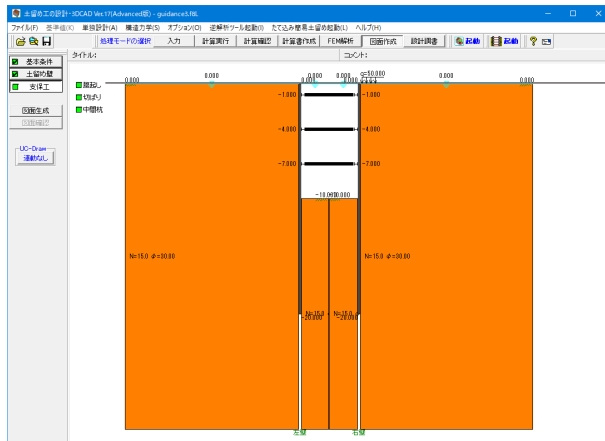 土留め工の設計・3DCAD Ver.17(Advanced版) - guidance3.F8L
ファイル(F) 基準値(K) 単独設計(A) 構造力学(S) オプション(O) 逆解析ツール起動(I) たて込み簡易土留め起動(L) ヘルプ(H)
処理モードの選択 入力 計算実行 計算確認 計算書作成 FEM解析 図面作成 設計調書 起動 起動
タイトル: コメント:
基本条件
土留め壁
支保工
図面生成
図面確認
UC-Draw
連動なし
腹起し
切ばり
中間杭
0.000 0.000 0.000 0.000 q=50.000 0.000 0.000
-1.000 -1.000
-4.000 -4.000
-7.000 -7.000
-10.000
N=15.0 φ=30.00 N=15.0 φ=30.00
N=15.0 N=15.0
-20.000 -20.000
左壁 右壁